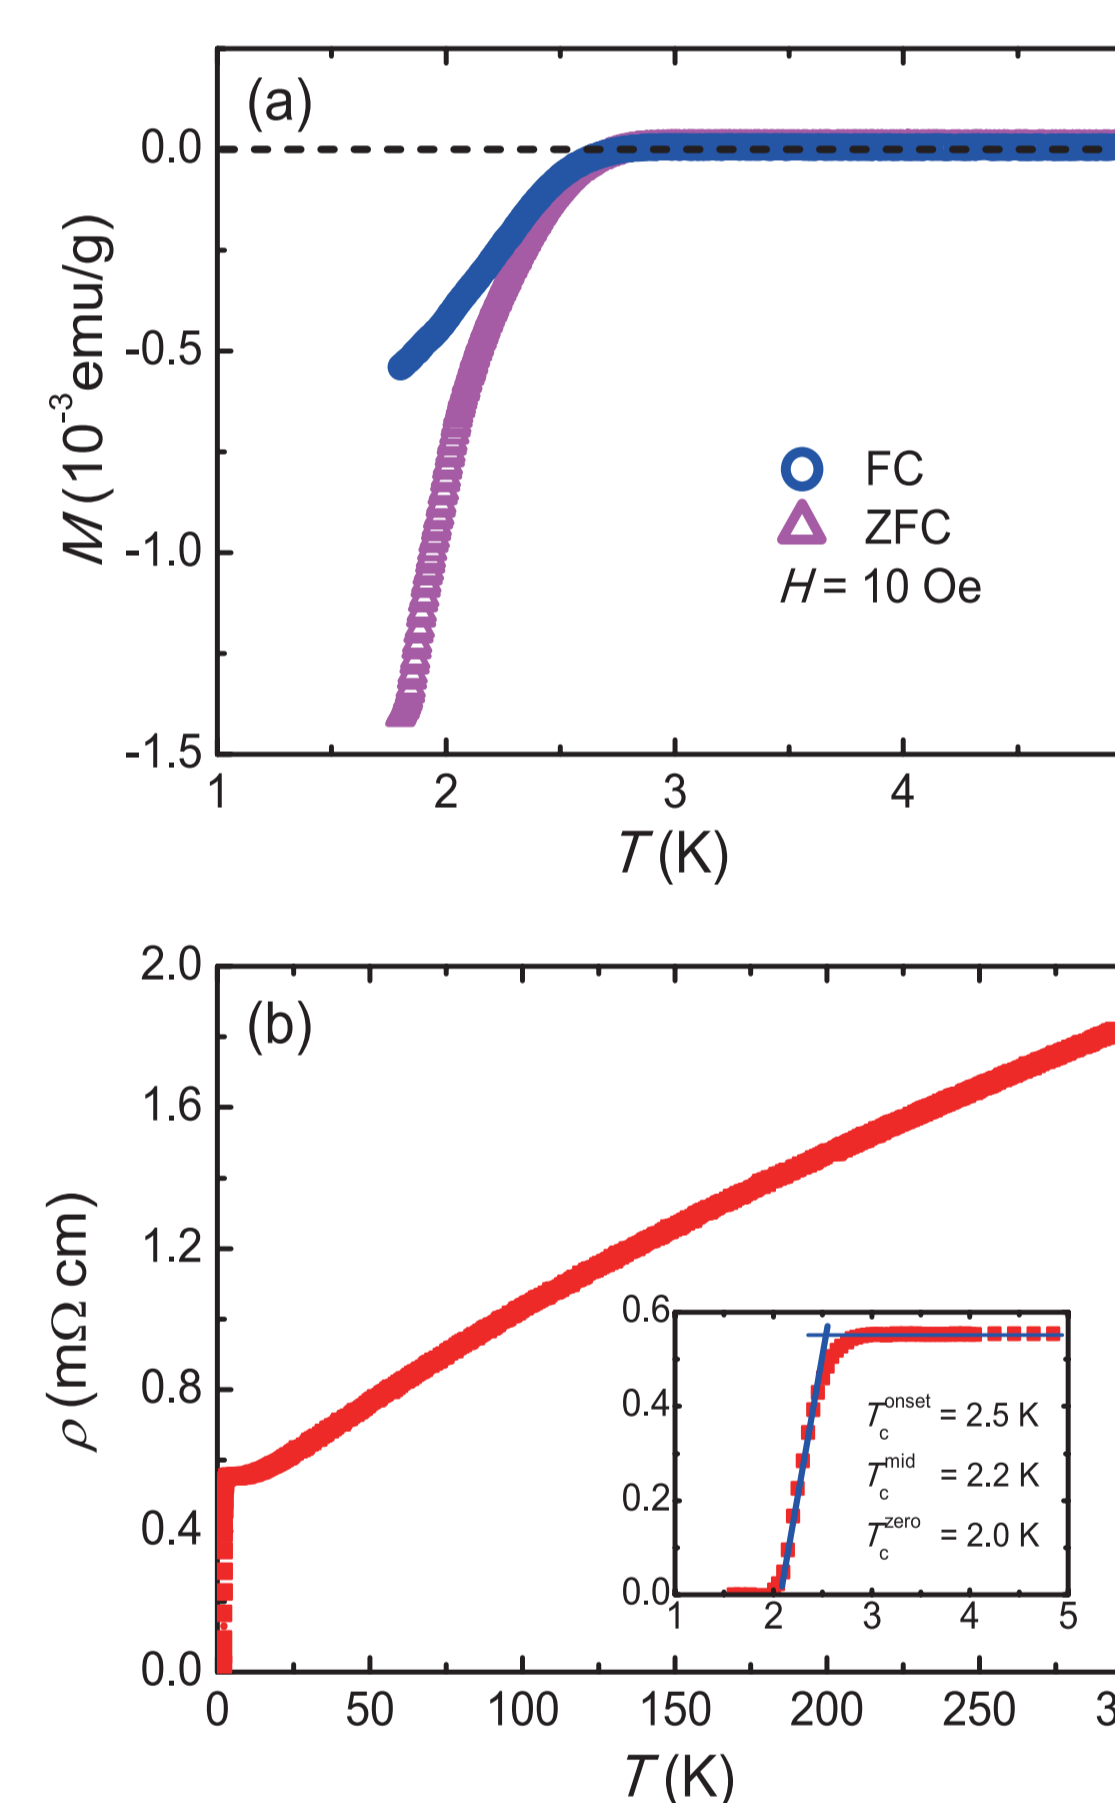 (a)
0.0
-0.5
-1.0
-1.5
M (10⁻³emu/g)
FC
ZFC
H = 10 Oe
1 2 3 4
T (K)
(b)
2.0
1.6
1.2
0.8
0.4
0.0
ρ (mΩ cm)
0.6
0.4
0.2
0.0
T_c^onset = 2.5 K
T_c^mid = 2.2 K
T_c^zero = 2.0 K
1 2 3 4 5
0 50 100 150 200 250 3
T (K)